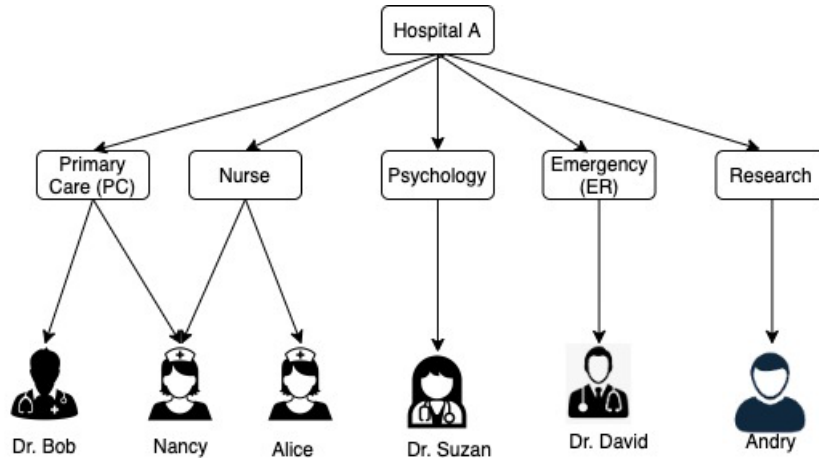 Hospital A
Primary
Care (PC)
Nurse
Psychology
Emergency
(ER)
Research
Dr. Bob
Nancy
Alice
Dr. Suzan
Dr. David
Andry